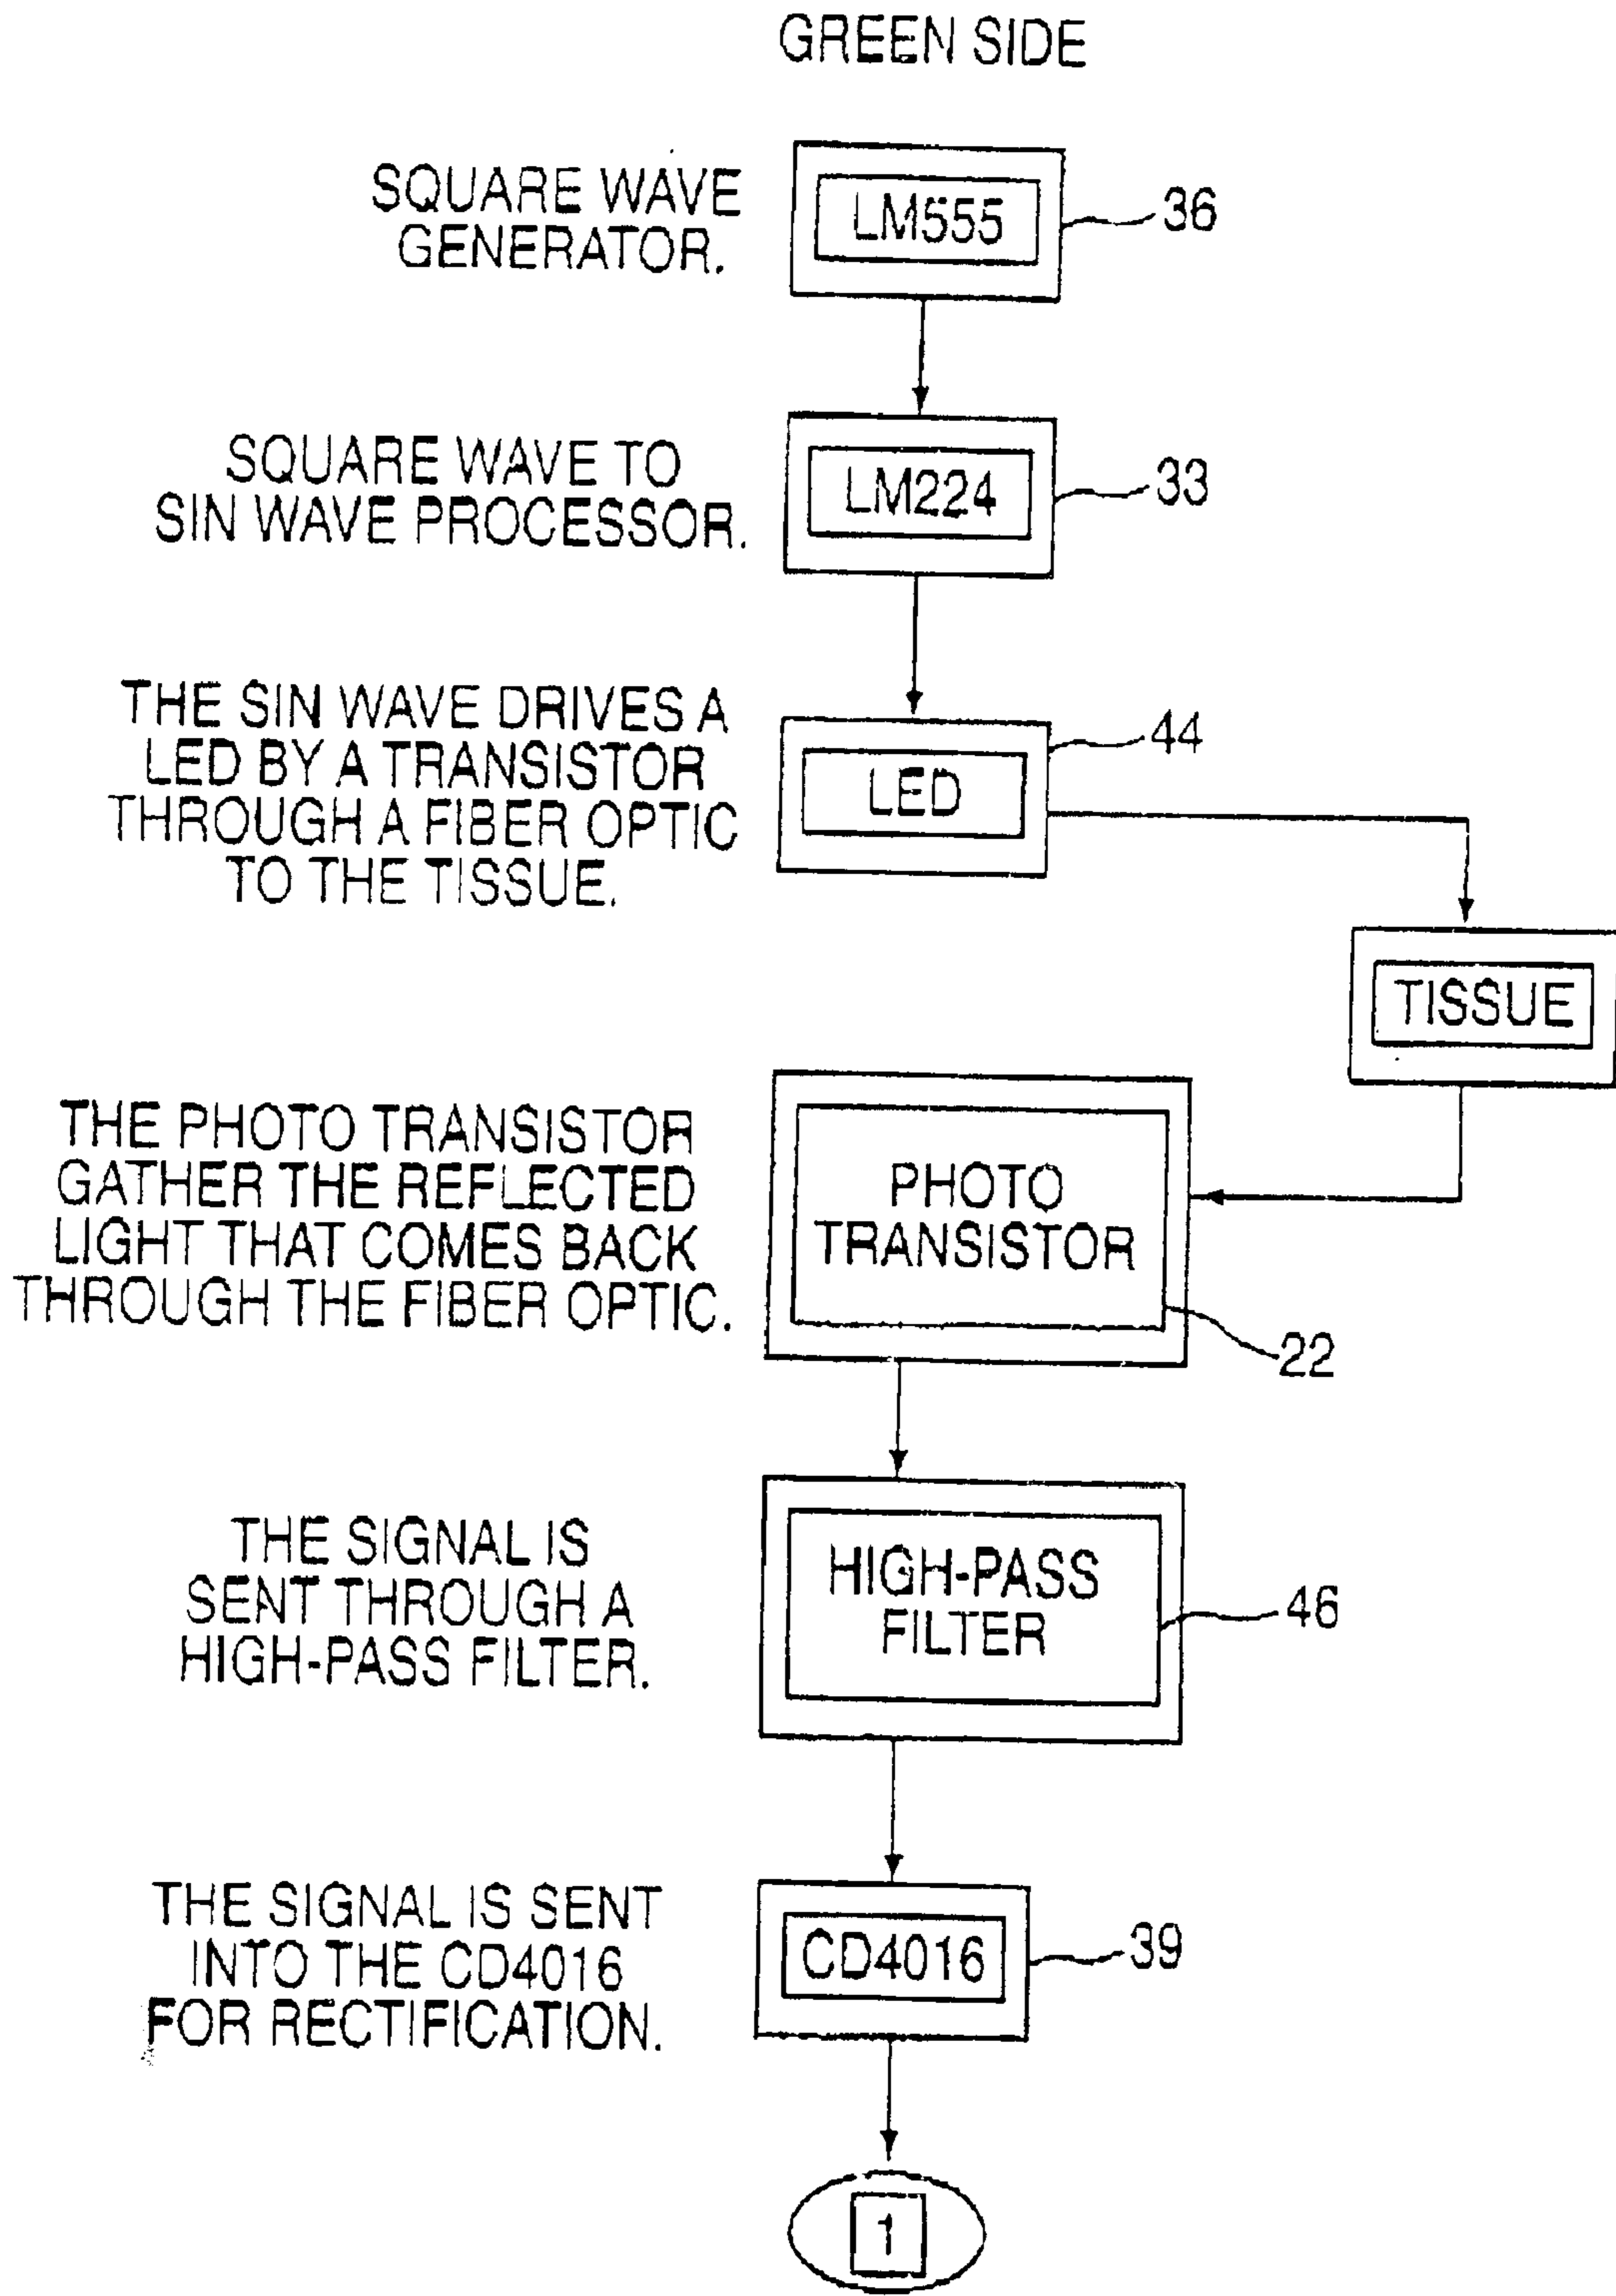 GREEN SIDE
SQUARE WAVE
GENERATOR.
LM555
36
SQUARE WAVE TO
SIN WAVE PROCESSOR.
LM224
33
THE SIN WAVE DRIVES A
LED BY A TRANSISTOR
THROUGH A FIBER OPTIC
TO THE TISSUE.
LED
44
TISSUE
THE PHOTO TRANSISTOR
GATHER THE REFLECTED
LIGHT THAT COMES BACK
THROUGH THE FIBER OPTIC.
PHOTO
TRANSISTOR
22
THE SIGNAL IS
SENT THROUGH A
HIGH-PASS FILTER.
HIGH-PASS
FILTER
46
THE SIGNAL IS SENT
INTO THE CD4016
FOR RECTIFICATION.
CD4016
39
1